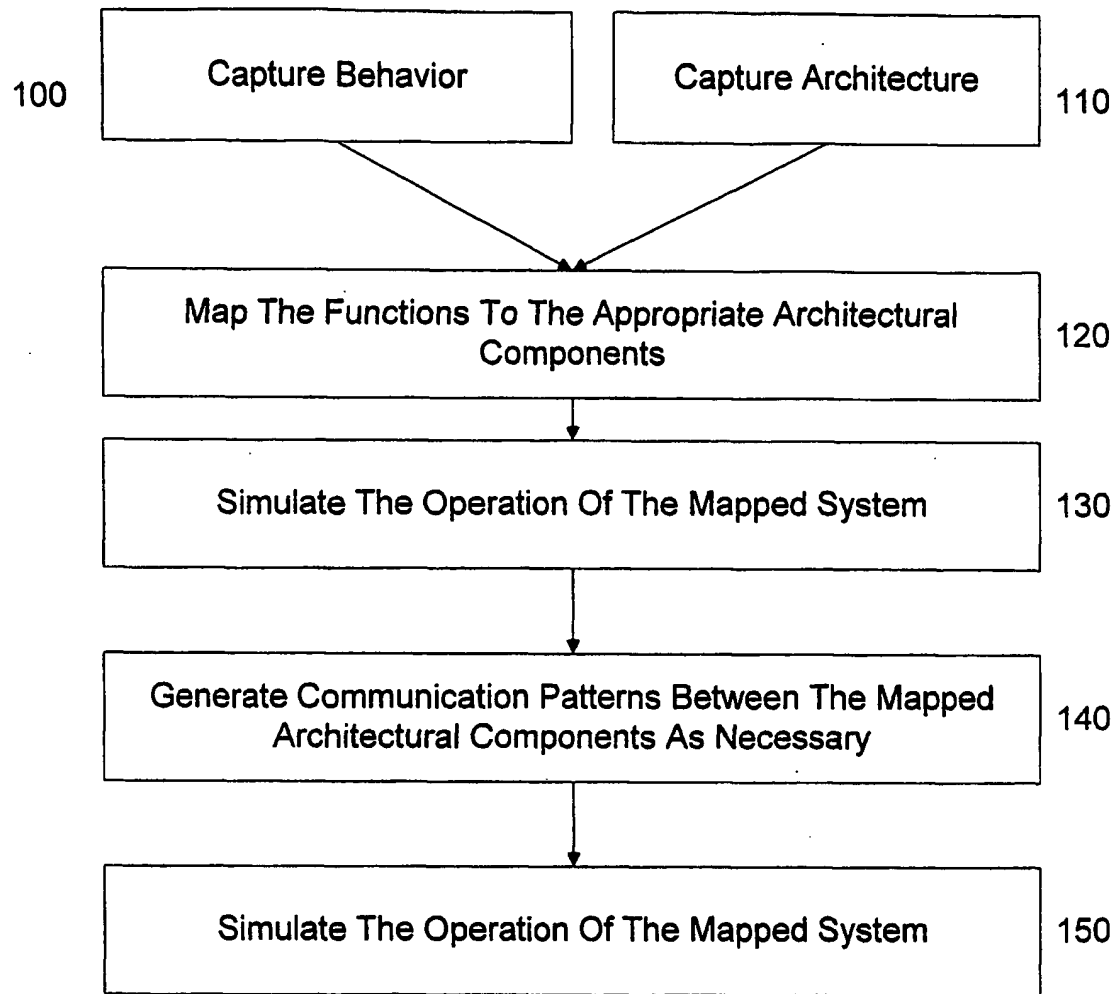 100
Capture Behavior
Capture Architecture
110
Map The Functions To The Appropriate Architectural
Components
120
Simulate The Operation Of The Mapped System
130
Generate Communication Patterns Between The Mapped
Architectural Components As Necessary
140
Simulate The Operation Of The Mapped System
150